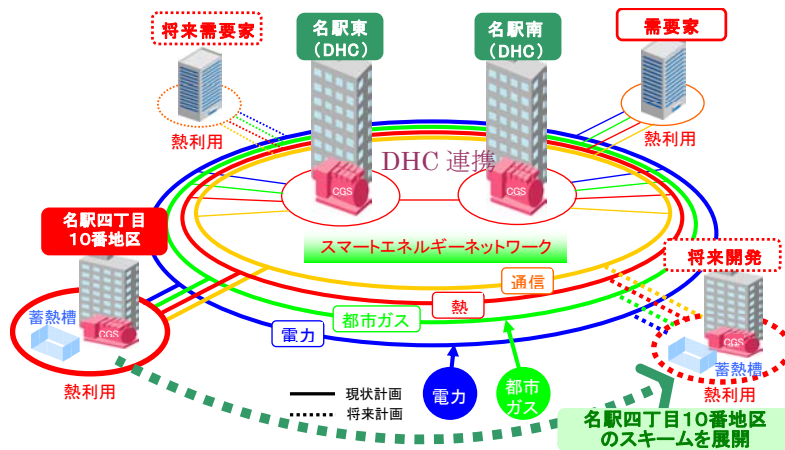 将来需要家
名駅東
(DHC)
名駅南
(DHC)
需要家
熱利用
熱利用
DHC 連携
CGS
CGS
名駅四丁目
10番地区
スマートエネルギーネットワーク
将来開発
通信
熱
都市ガス
電力
蓄熱槽
CGS
熱利用
CGS
蓄熱槽
熱利用
現状計画
将来計画
電力
都市
ガス
名駅四丁目10番地区
のスキームを展開